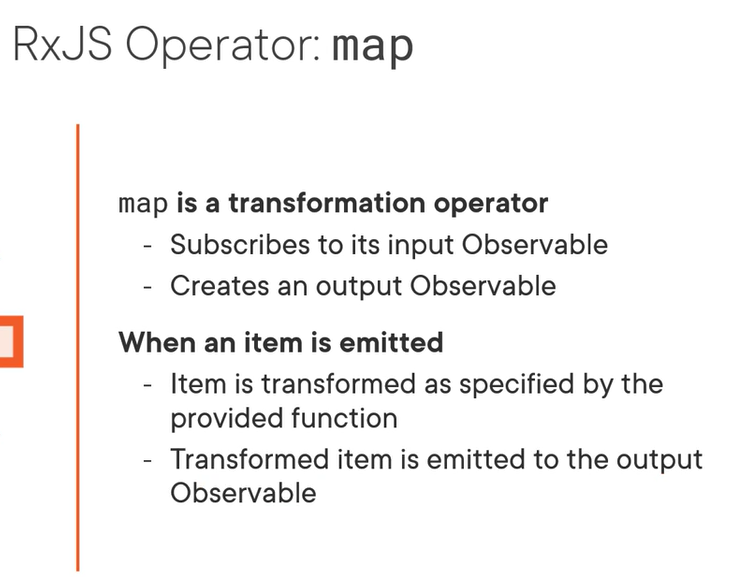 RxJS Operator: map
map is a transformation operator
- Subscribes to its input Observable
- Creates an output Observable
When an item is emitted
- Item is transformed as specified by the
provided function
- Transformed item is emitted to the output
Observable